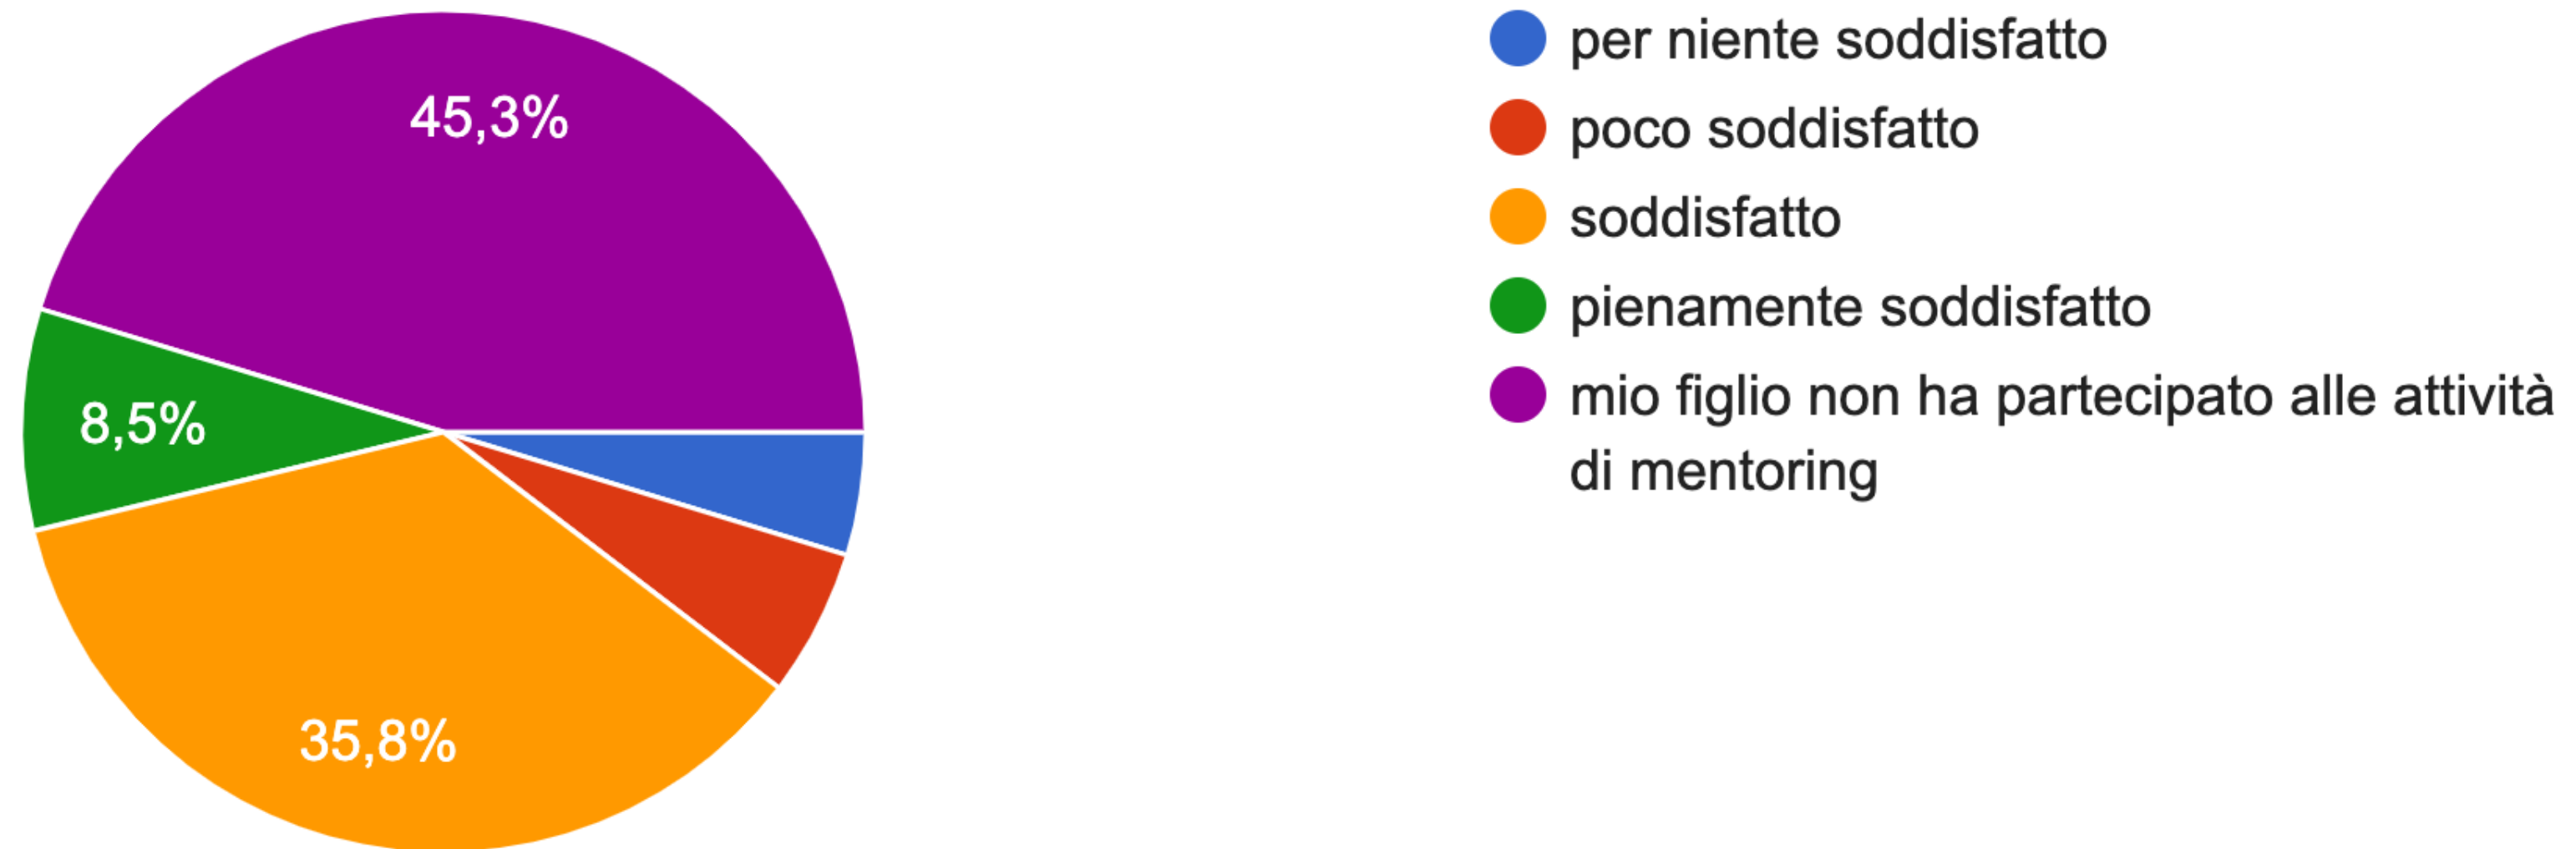 45,3%
8,5%
35,8%
per niente soddisfatto
poco soddisfatto
soddisfatto
pienamente soddisfatto
mio figlio non ha partecipato alle attività
di mentoring